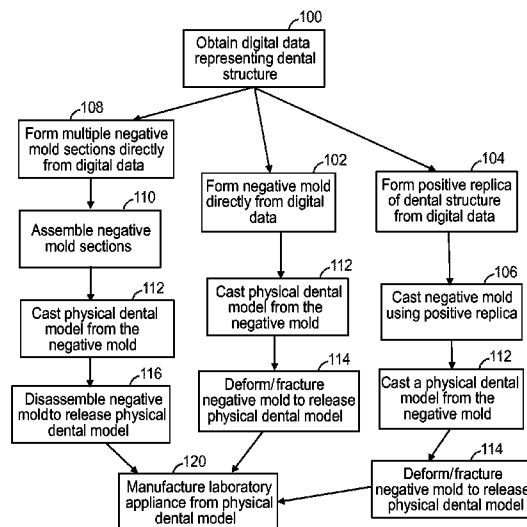 100
Obtain digital data
representing dental
structure
108
Form multiple negative
mold sections directly
from digital data
110
Assemble negative
mold sections
112
Cast physical dental
model from the
negative mold
116
Disassemble negative
moldto release physical
dental model
102
Form negative mold
directly from digital
data
112
Cast physical dental
model from the
negative mold
114
Deform/fracture
negative mold to release
physical dental model
104
Form positive replica
of dental structure
from digital data
106
Cast negative mold
using positive replica
112
Cast a physical dental
model from the
negative mold
114
Deform/fracture
negative mold to release
physical dental model
120
Manufacture laboratory
appliance from physical
dental model